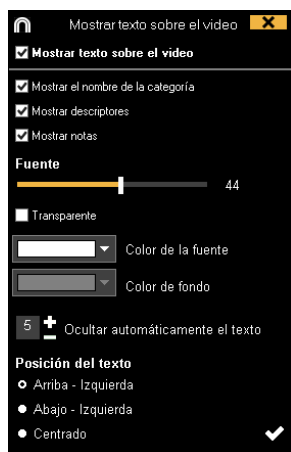 Mostrar texto sobre el video
Mostrar texto sobre el video
Mostrar el nombre de la categoría
Mostrar descriptores
Mostrar notas
Fuente
44
Transparente
Color de la fuente
Color de fondo
5 Ocultar automáticamente el texto
Posición del texto
Arriba - Izquierda
Abajo - Izquierda
Centrado